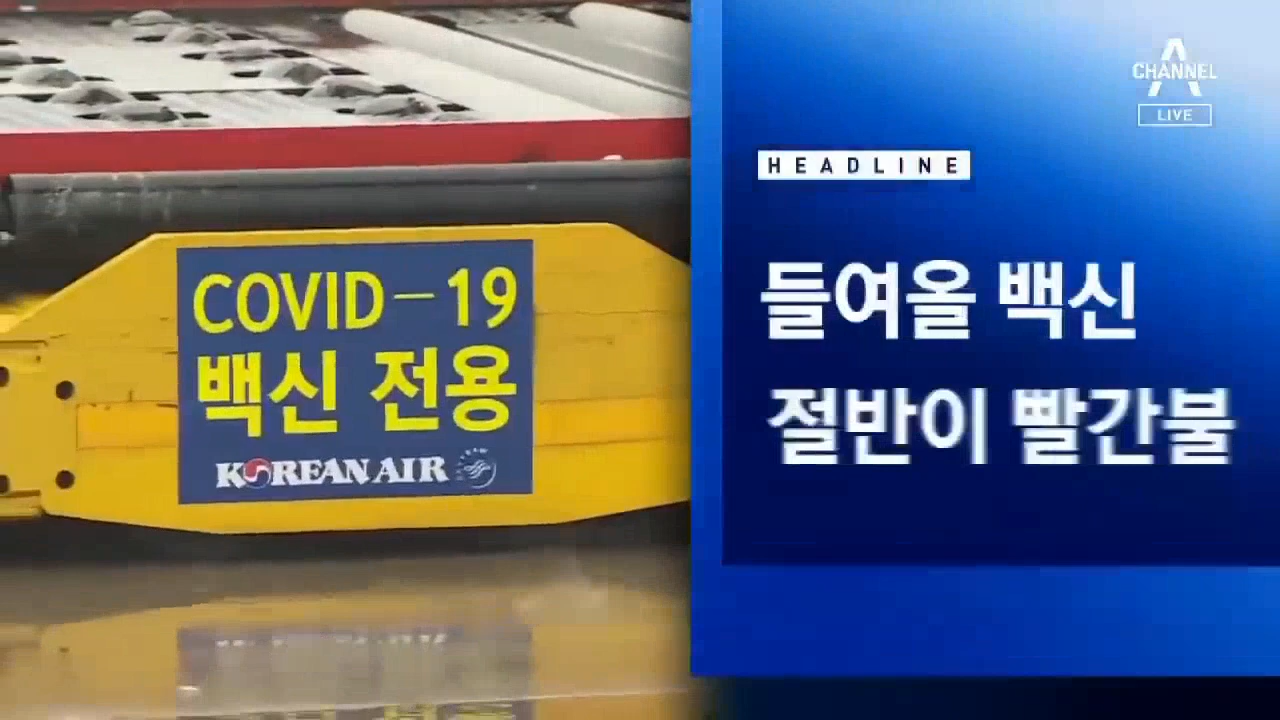 COVID-19
백신 전용
KOREAN AIR
CHANNEL
LIVE
HEADLINE
들여올 백신
절반이 빨간불